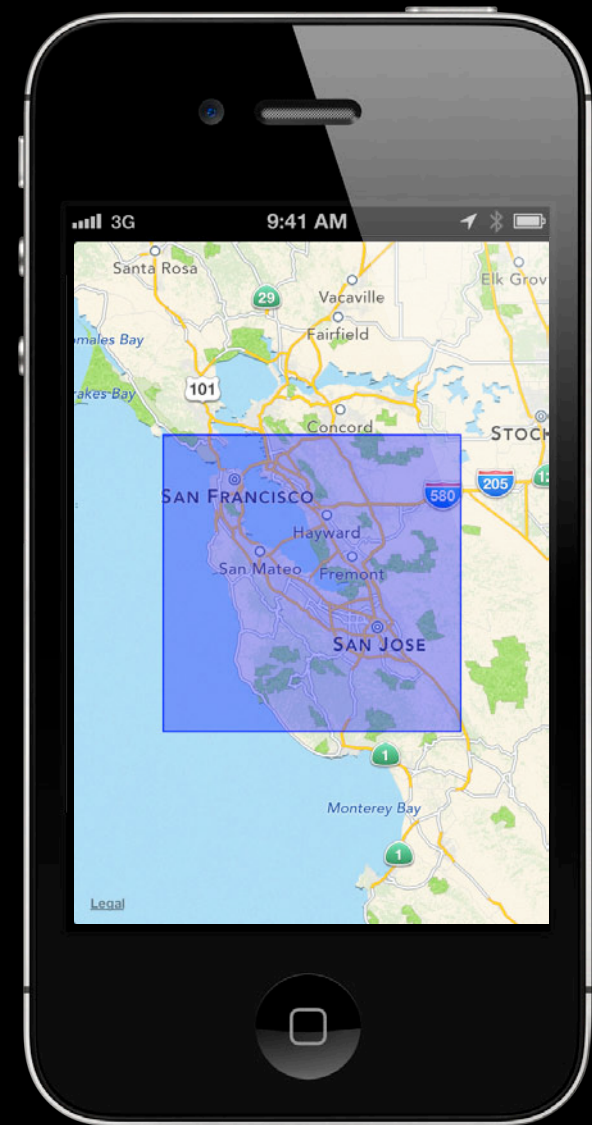 3G
9:41 AM
Santa Rosa
Elk Grov
29
Vacaville
Fairfield
omales Bay
rakes Bay
101
Concord
STOCK
SAN FRANCISCO
580
205
Hayward
San Mateo
Fremont
SAN JOSE
1
Monterey Bay
1
Legal